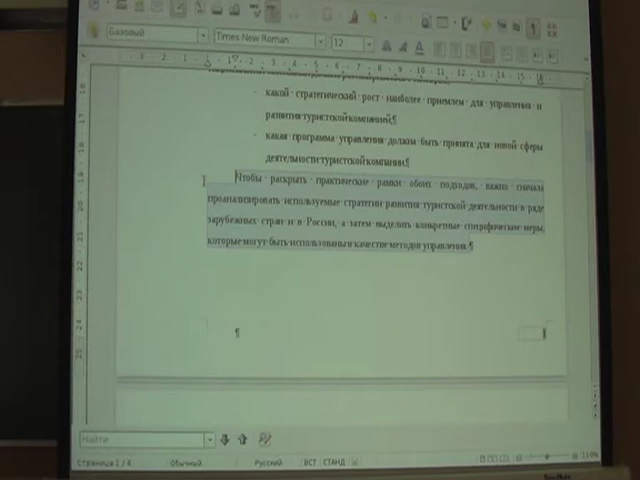 Базовый
Times New Roman
12
- какой стратегический рост наиболее приемлем для управления и
развития туристской компанией¶
- какая программа управления должна быть принята для новой сферы
деятельности туристской компании¶
Чтобы раскрыть практические рамки обоих подходов, важно сначала
проанализировать используемые стратегии развития туристской деятельности в ряде
зарубежных стран и в России, а затем выделить конкретные специфические меры,
которые могут быть использованы в качестве методов управления.¶
¶
Найти
Страница 1 / 4 Обычный Русский ВСТ СТАНД 110%